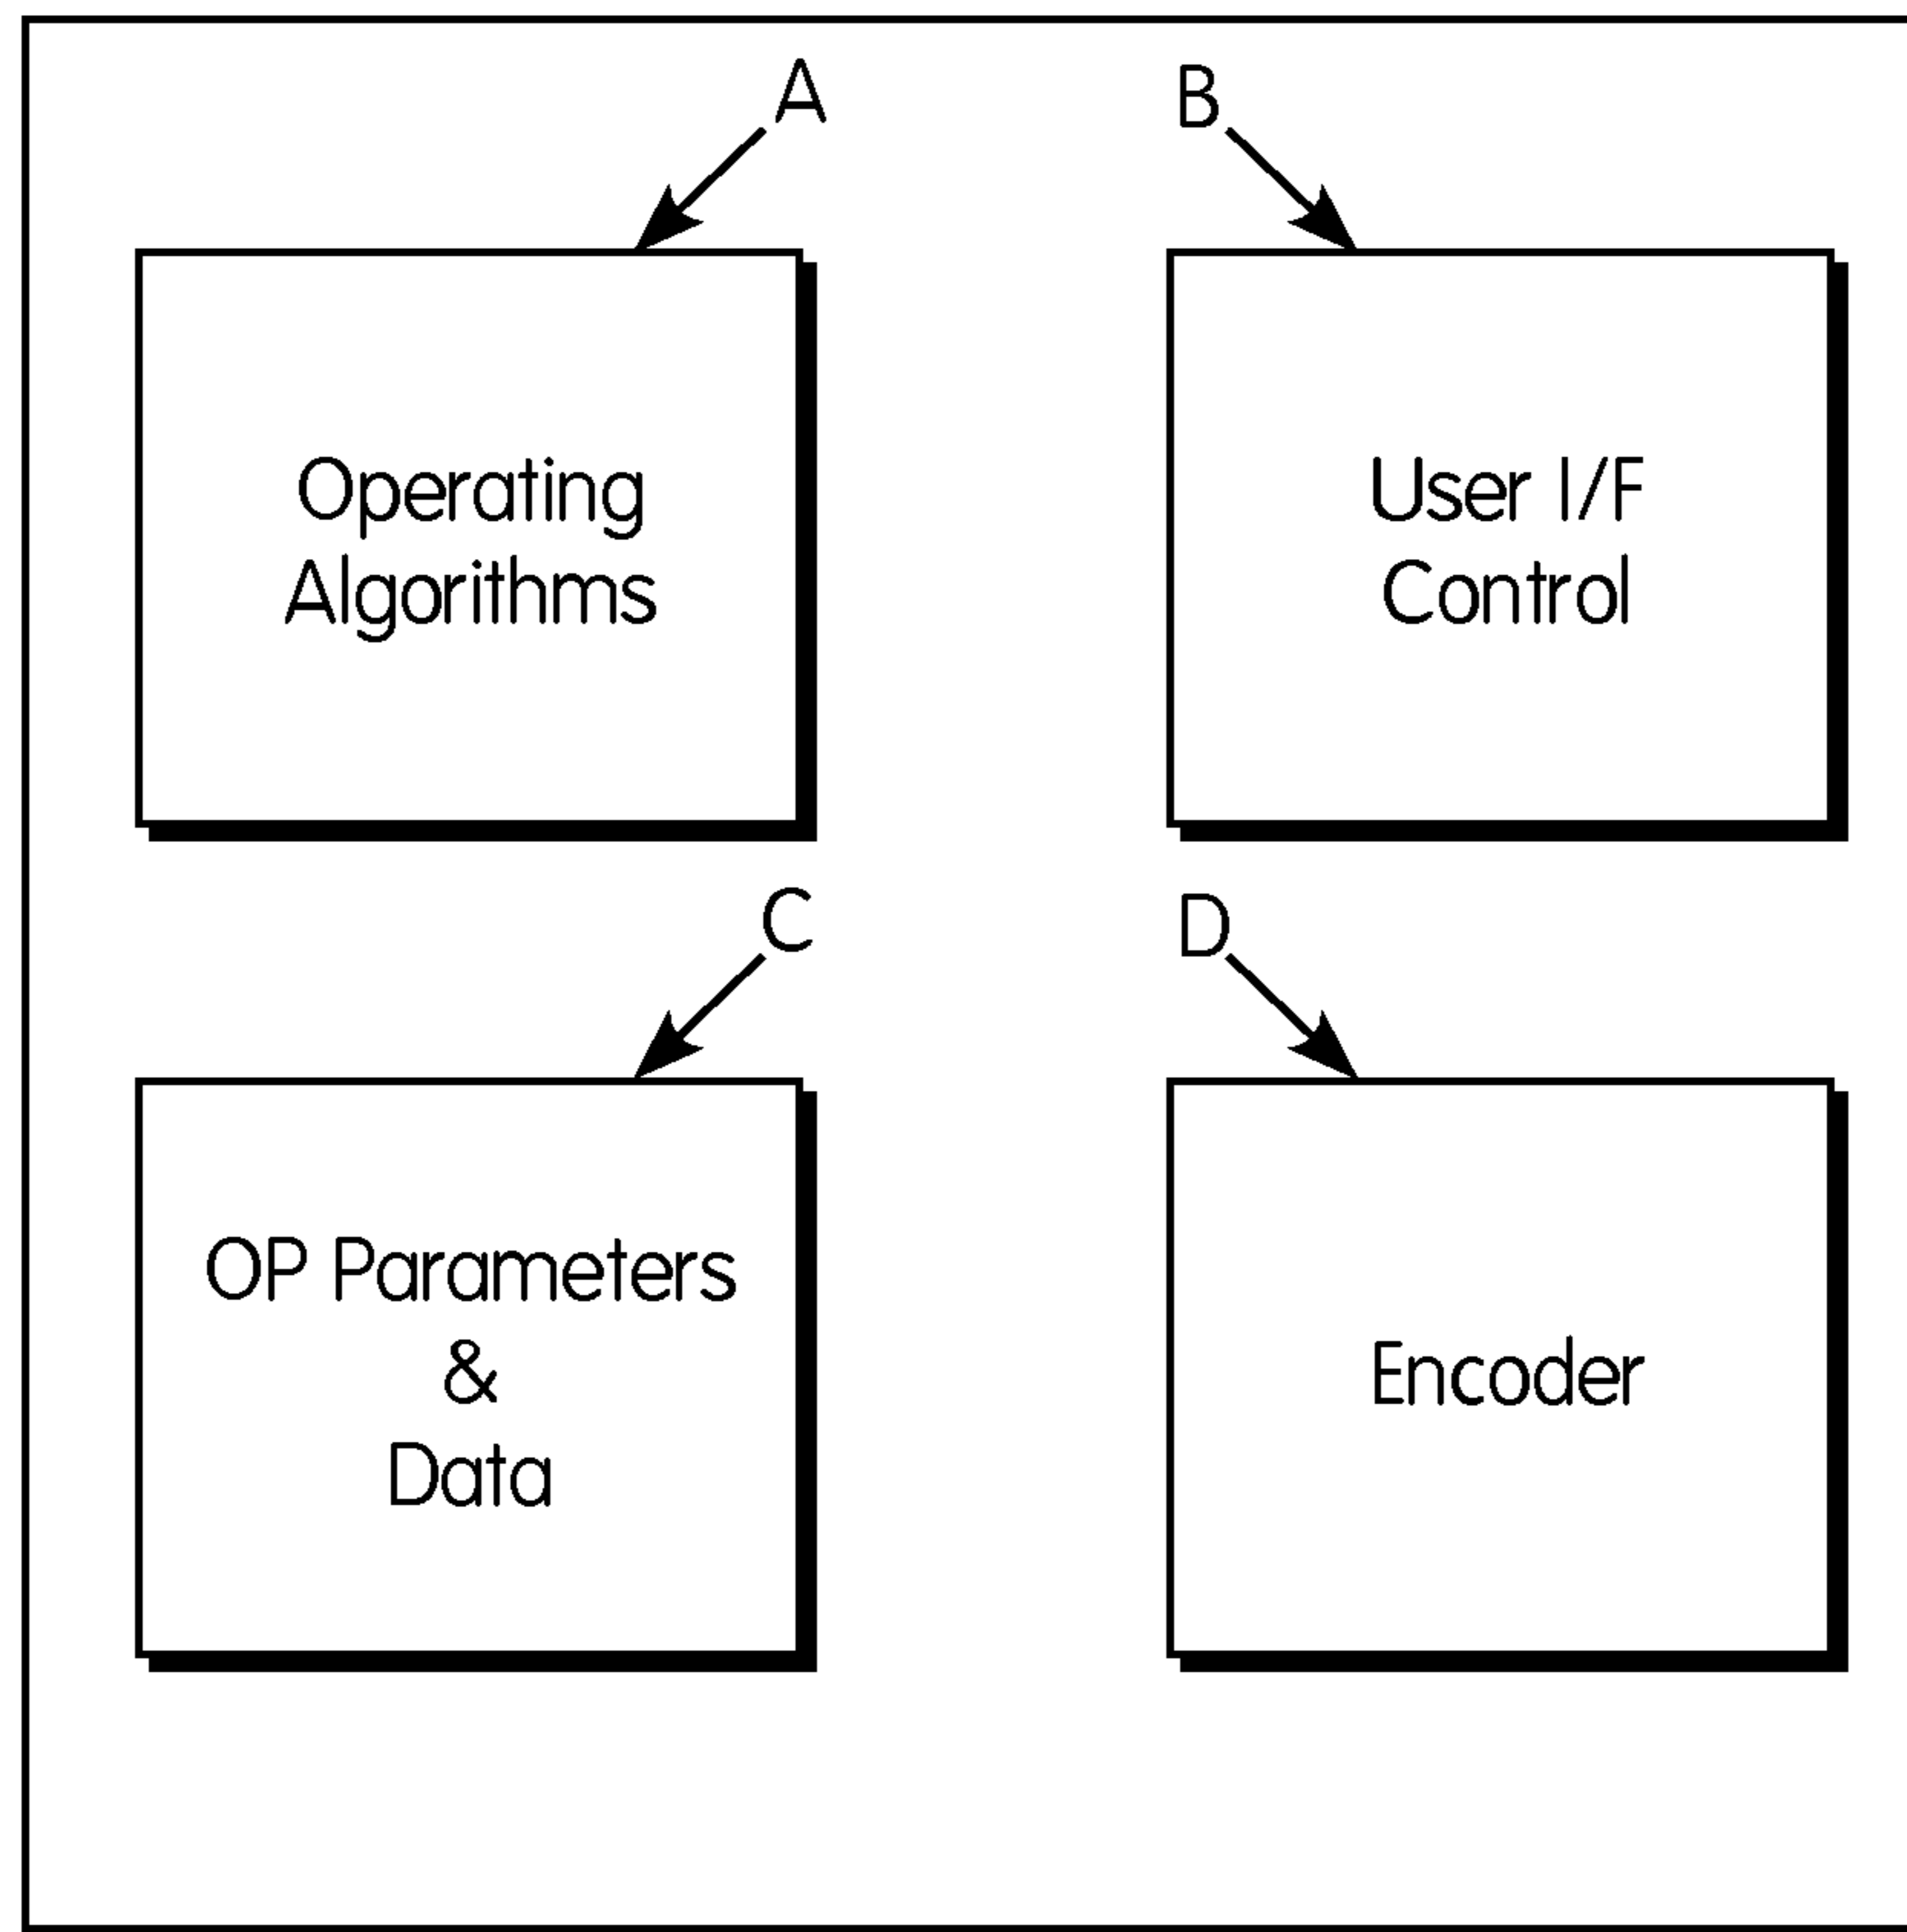 A
B
Operating
Algorithms
User I/F
Control
C
D
OP Parameters
&
Data
Encoder